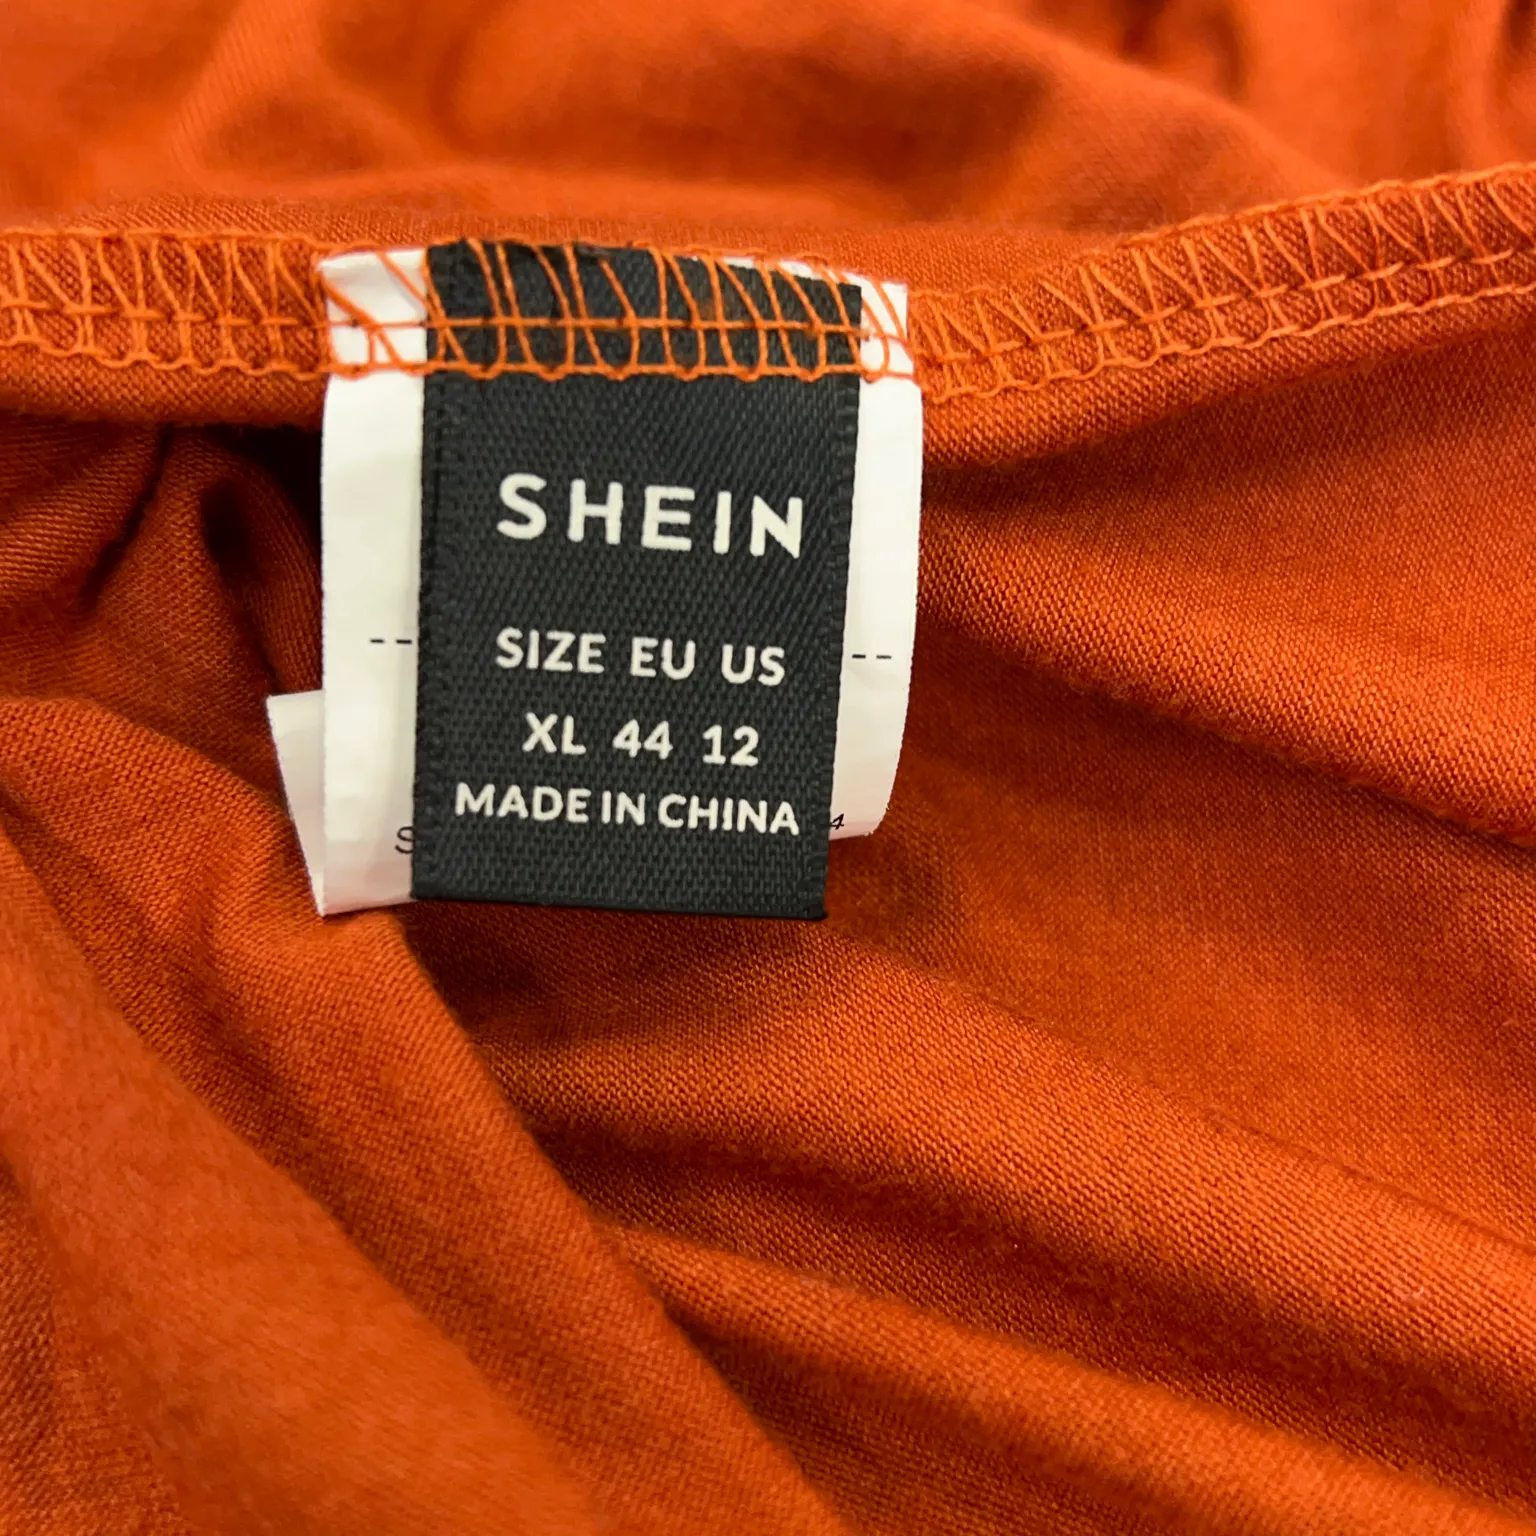 SHEIN
SIZE EU US
XL 44 12
MADE IN CHINA